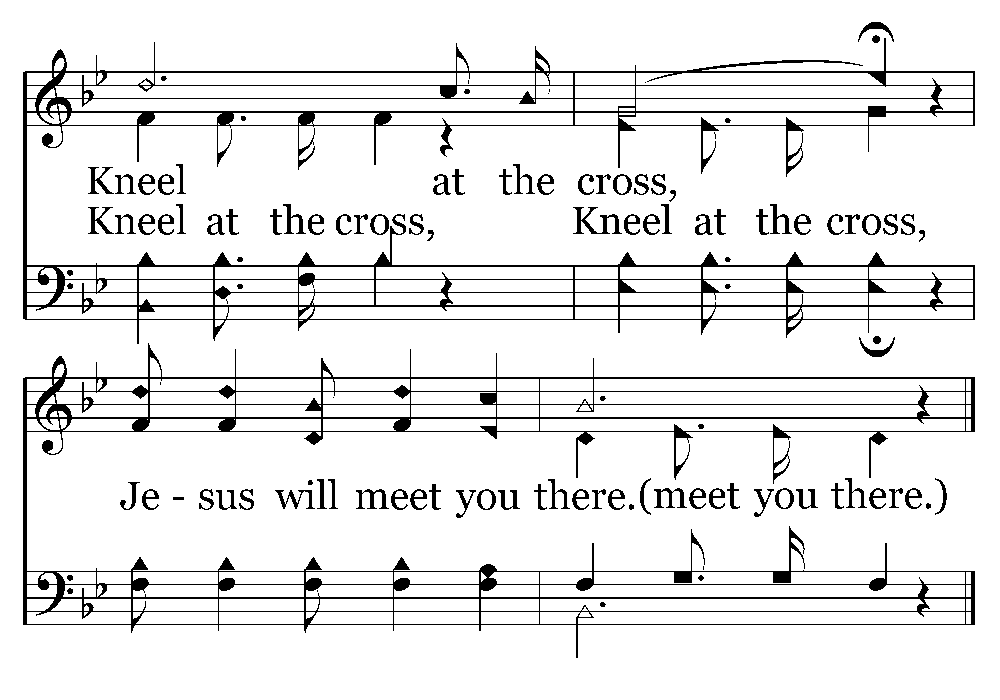 Kneel at the cross,
Kneel at the cross, Kneel at the cross,
Je - sus will meet you there.(meet you there.)